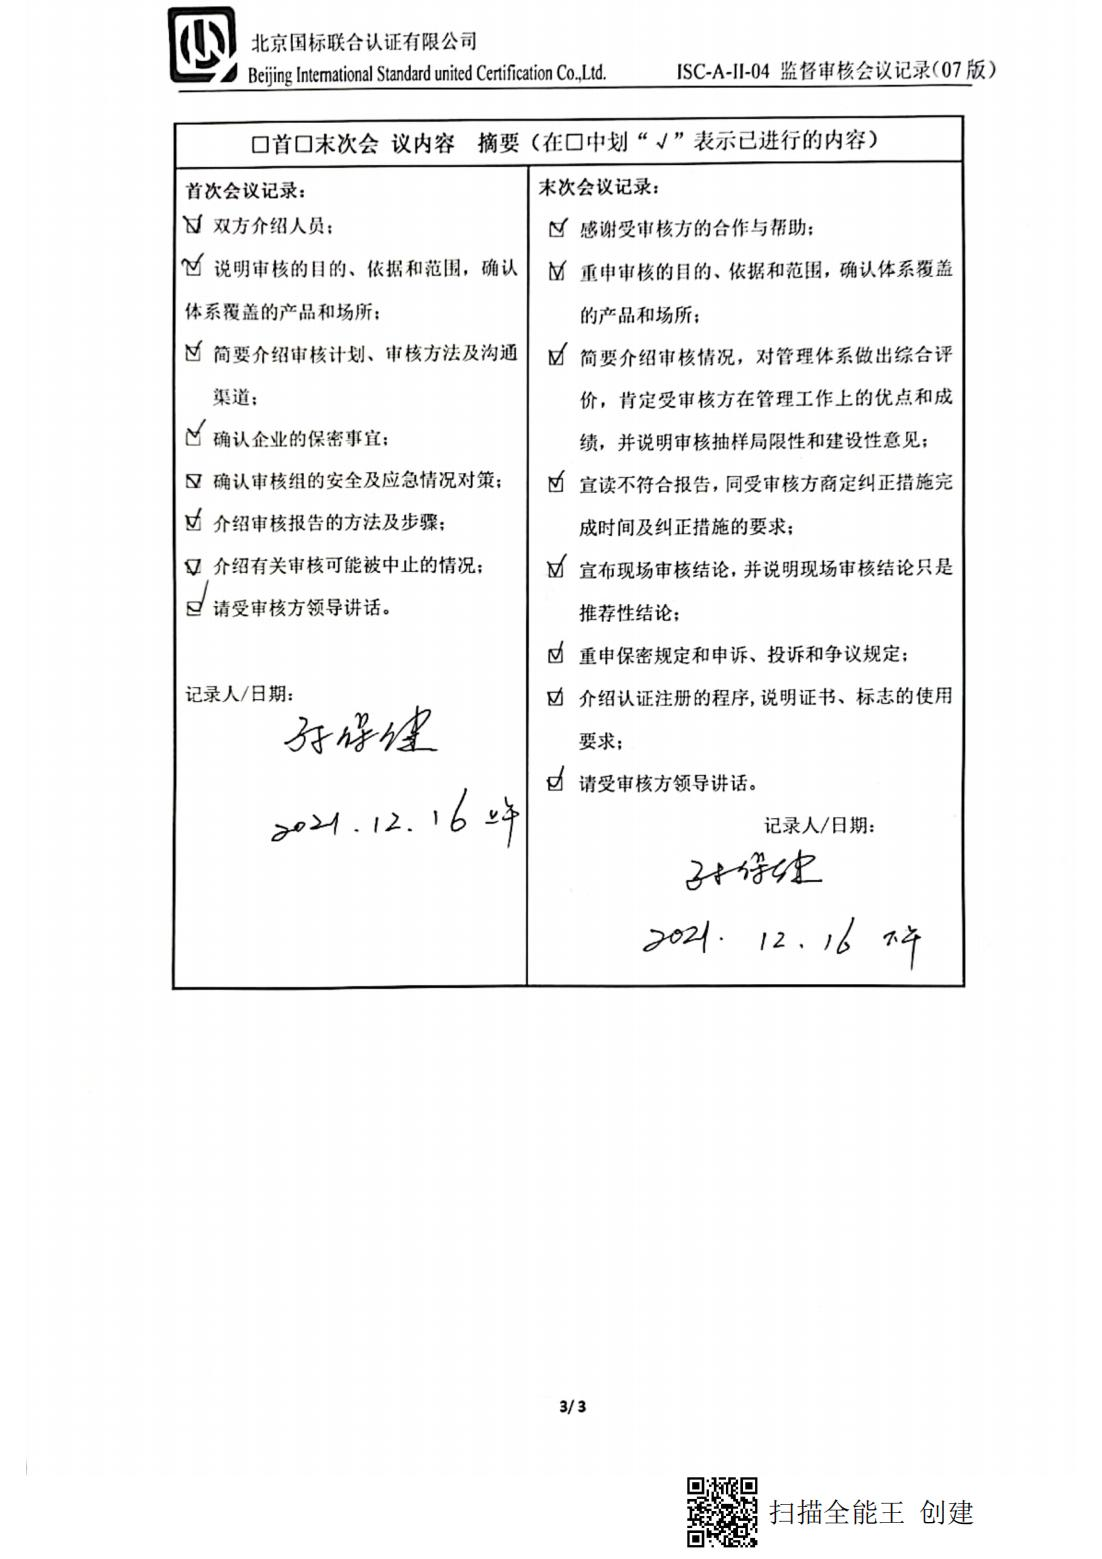 北京国标联合认证有限公司
Beijing International Standard united Certification Co.,Ltd.
ISC-A-II-04 监督审核会议记录(07版)
□首□末次会 议内容 摘要（在□中划“√”表示已进行的内容）
首次会议记录:
☑ 双方介绍人员;
☑ 说明审核的目的、依据和范围，确认
体系覆盖的产品和场所;
☑ 简要介绍审核计划、审核方法及沟通
渠道;
☑ 确认企业的保密事宜;
☑ 确认审核组的安全及应急情况对策;
☑ 介绍审核报告的方法及步骤;
☑ 介绍有关审核可能被中止的情况;
☑ 请受审核方领导讲话。
记录人/日期:
2021.12.16 上午
末次会议记录:
☑ 感谢受审核方的合作与帮助;
☑ 重申审核的目的、依据和范围，确认体系覆盖
的产品和场所;
☑ 简要介绍审核情况，对管理体系做出综合评
价，肯定受审核方在管理工作上的优点和成
绩，并说明审核抽样局限性和建设性意见;
☑ 宣读不符合报告，同受审核方商定纠正措施完
成时间及纠正措施的要求;
☑ 宣布现场审核结论，并说明现场审核结论只是
推荐性结论;
☑ 重申保密规定和申诉、投诉和争议规定;
☑ 介绍认证注册的程序,说明证书、标志的使用
要求;
☑ 请受审核方领导讲话。
记录人/日期:
2021. 12. 16 下午
3/3
扫描全能王 创建